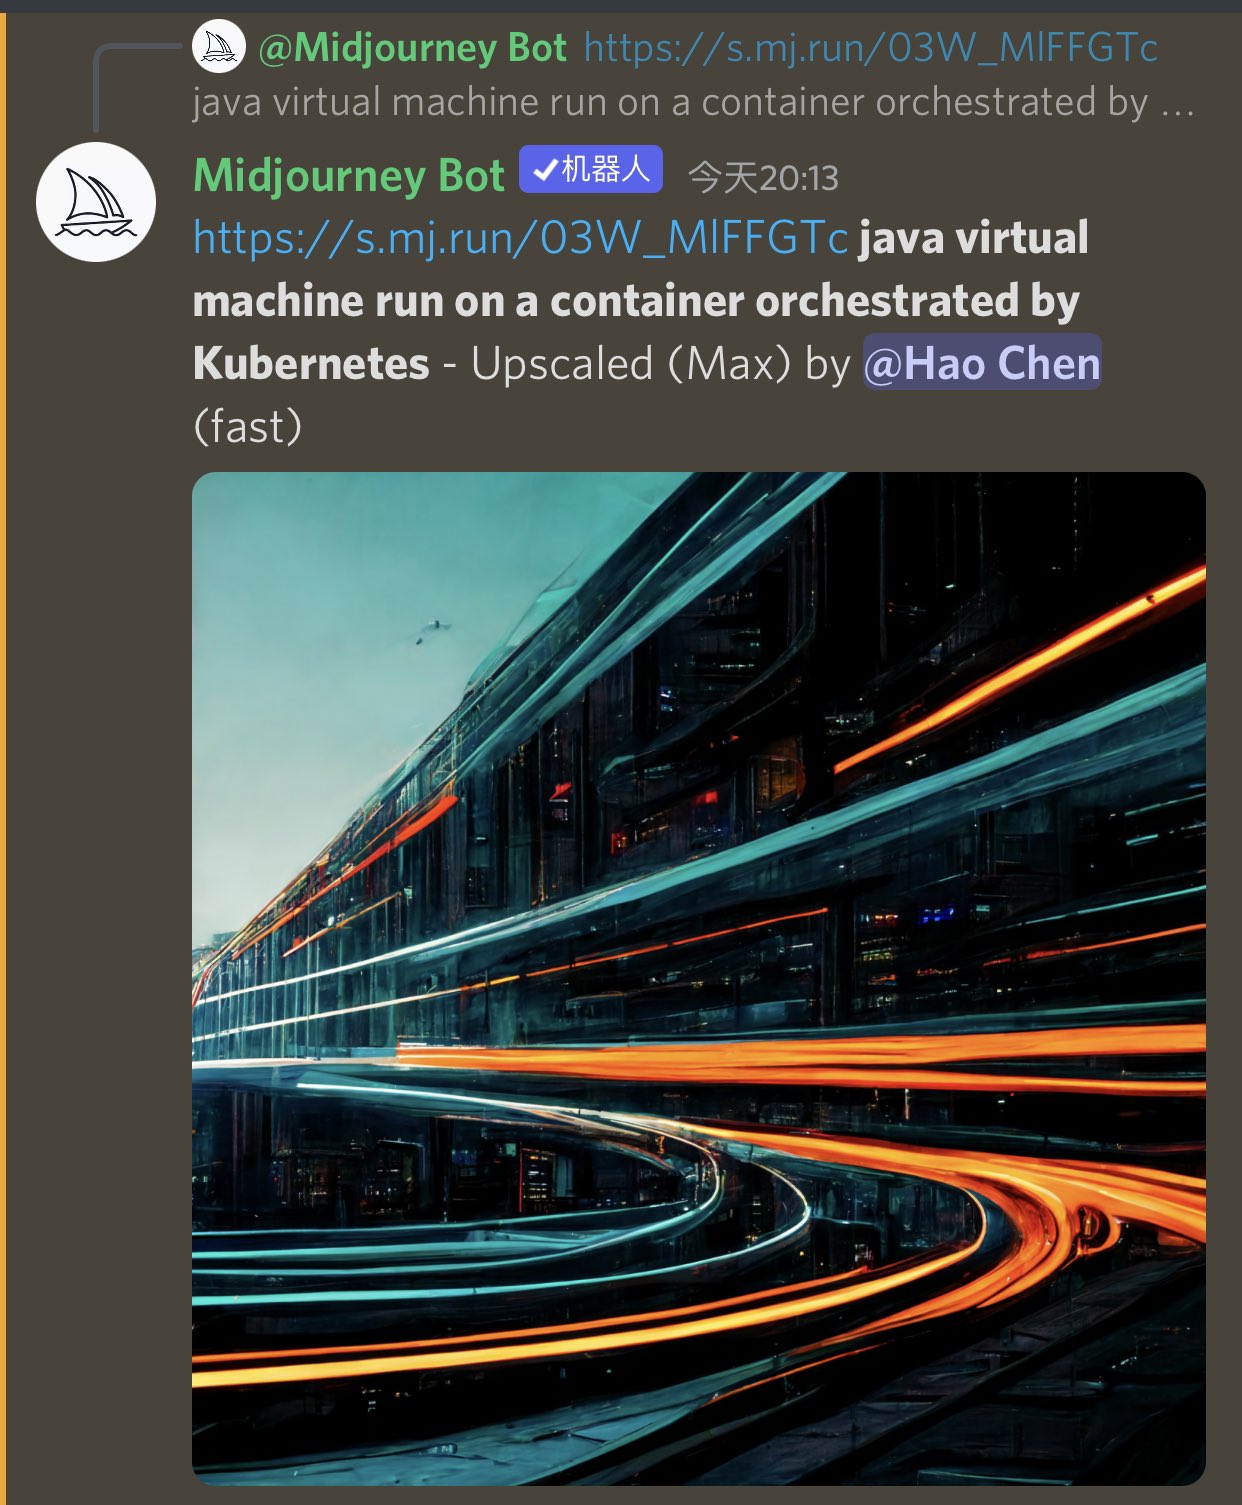 @Midjourney Bot https://s.mj.run/03W_MlFFGTc
java virtual machine run on a container orchestrated by ...
Midjourney Bot ✓机器人 今天20:13
https://s.mj.run/03W_MlFFGTc java virtual
machine run on a container orchestrated by
Kubernetes - Upscaled (Max) by @Hao Chen
(fast)